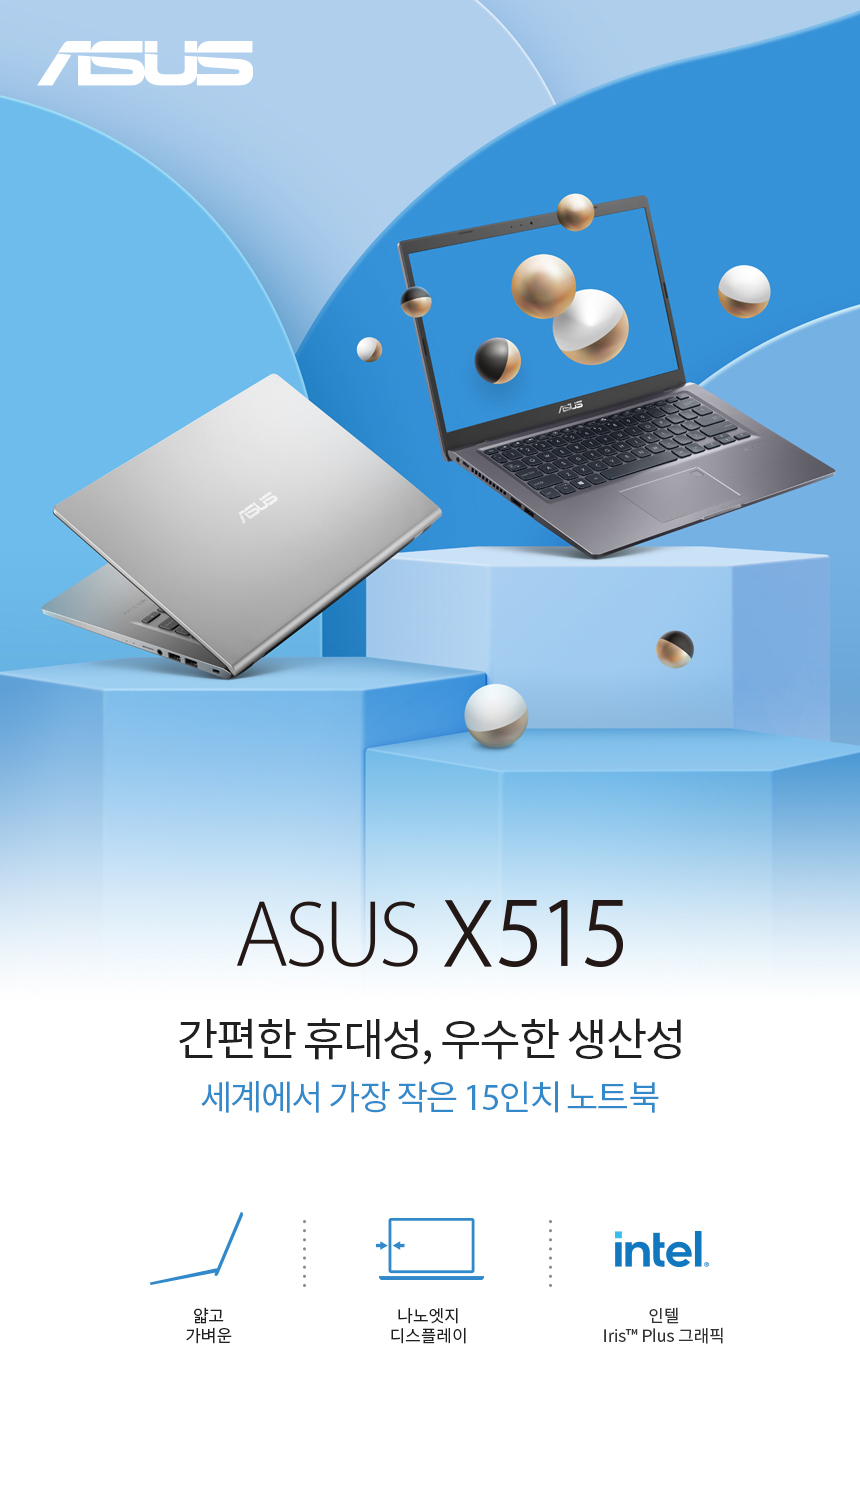 ASUS
ASUS
ASUS
ASUS X515
간편한 휴대성, 우수한 생산성
세계에서 가장 작은 15인치 노트북
intel®
얇고
가벼운
나노엣지
디스플레이
인텔
Iris™ Plus 그래픽